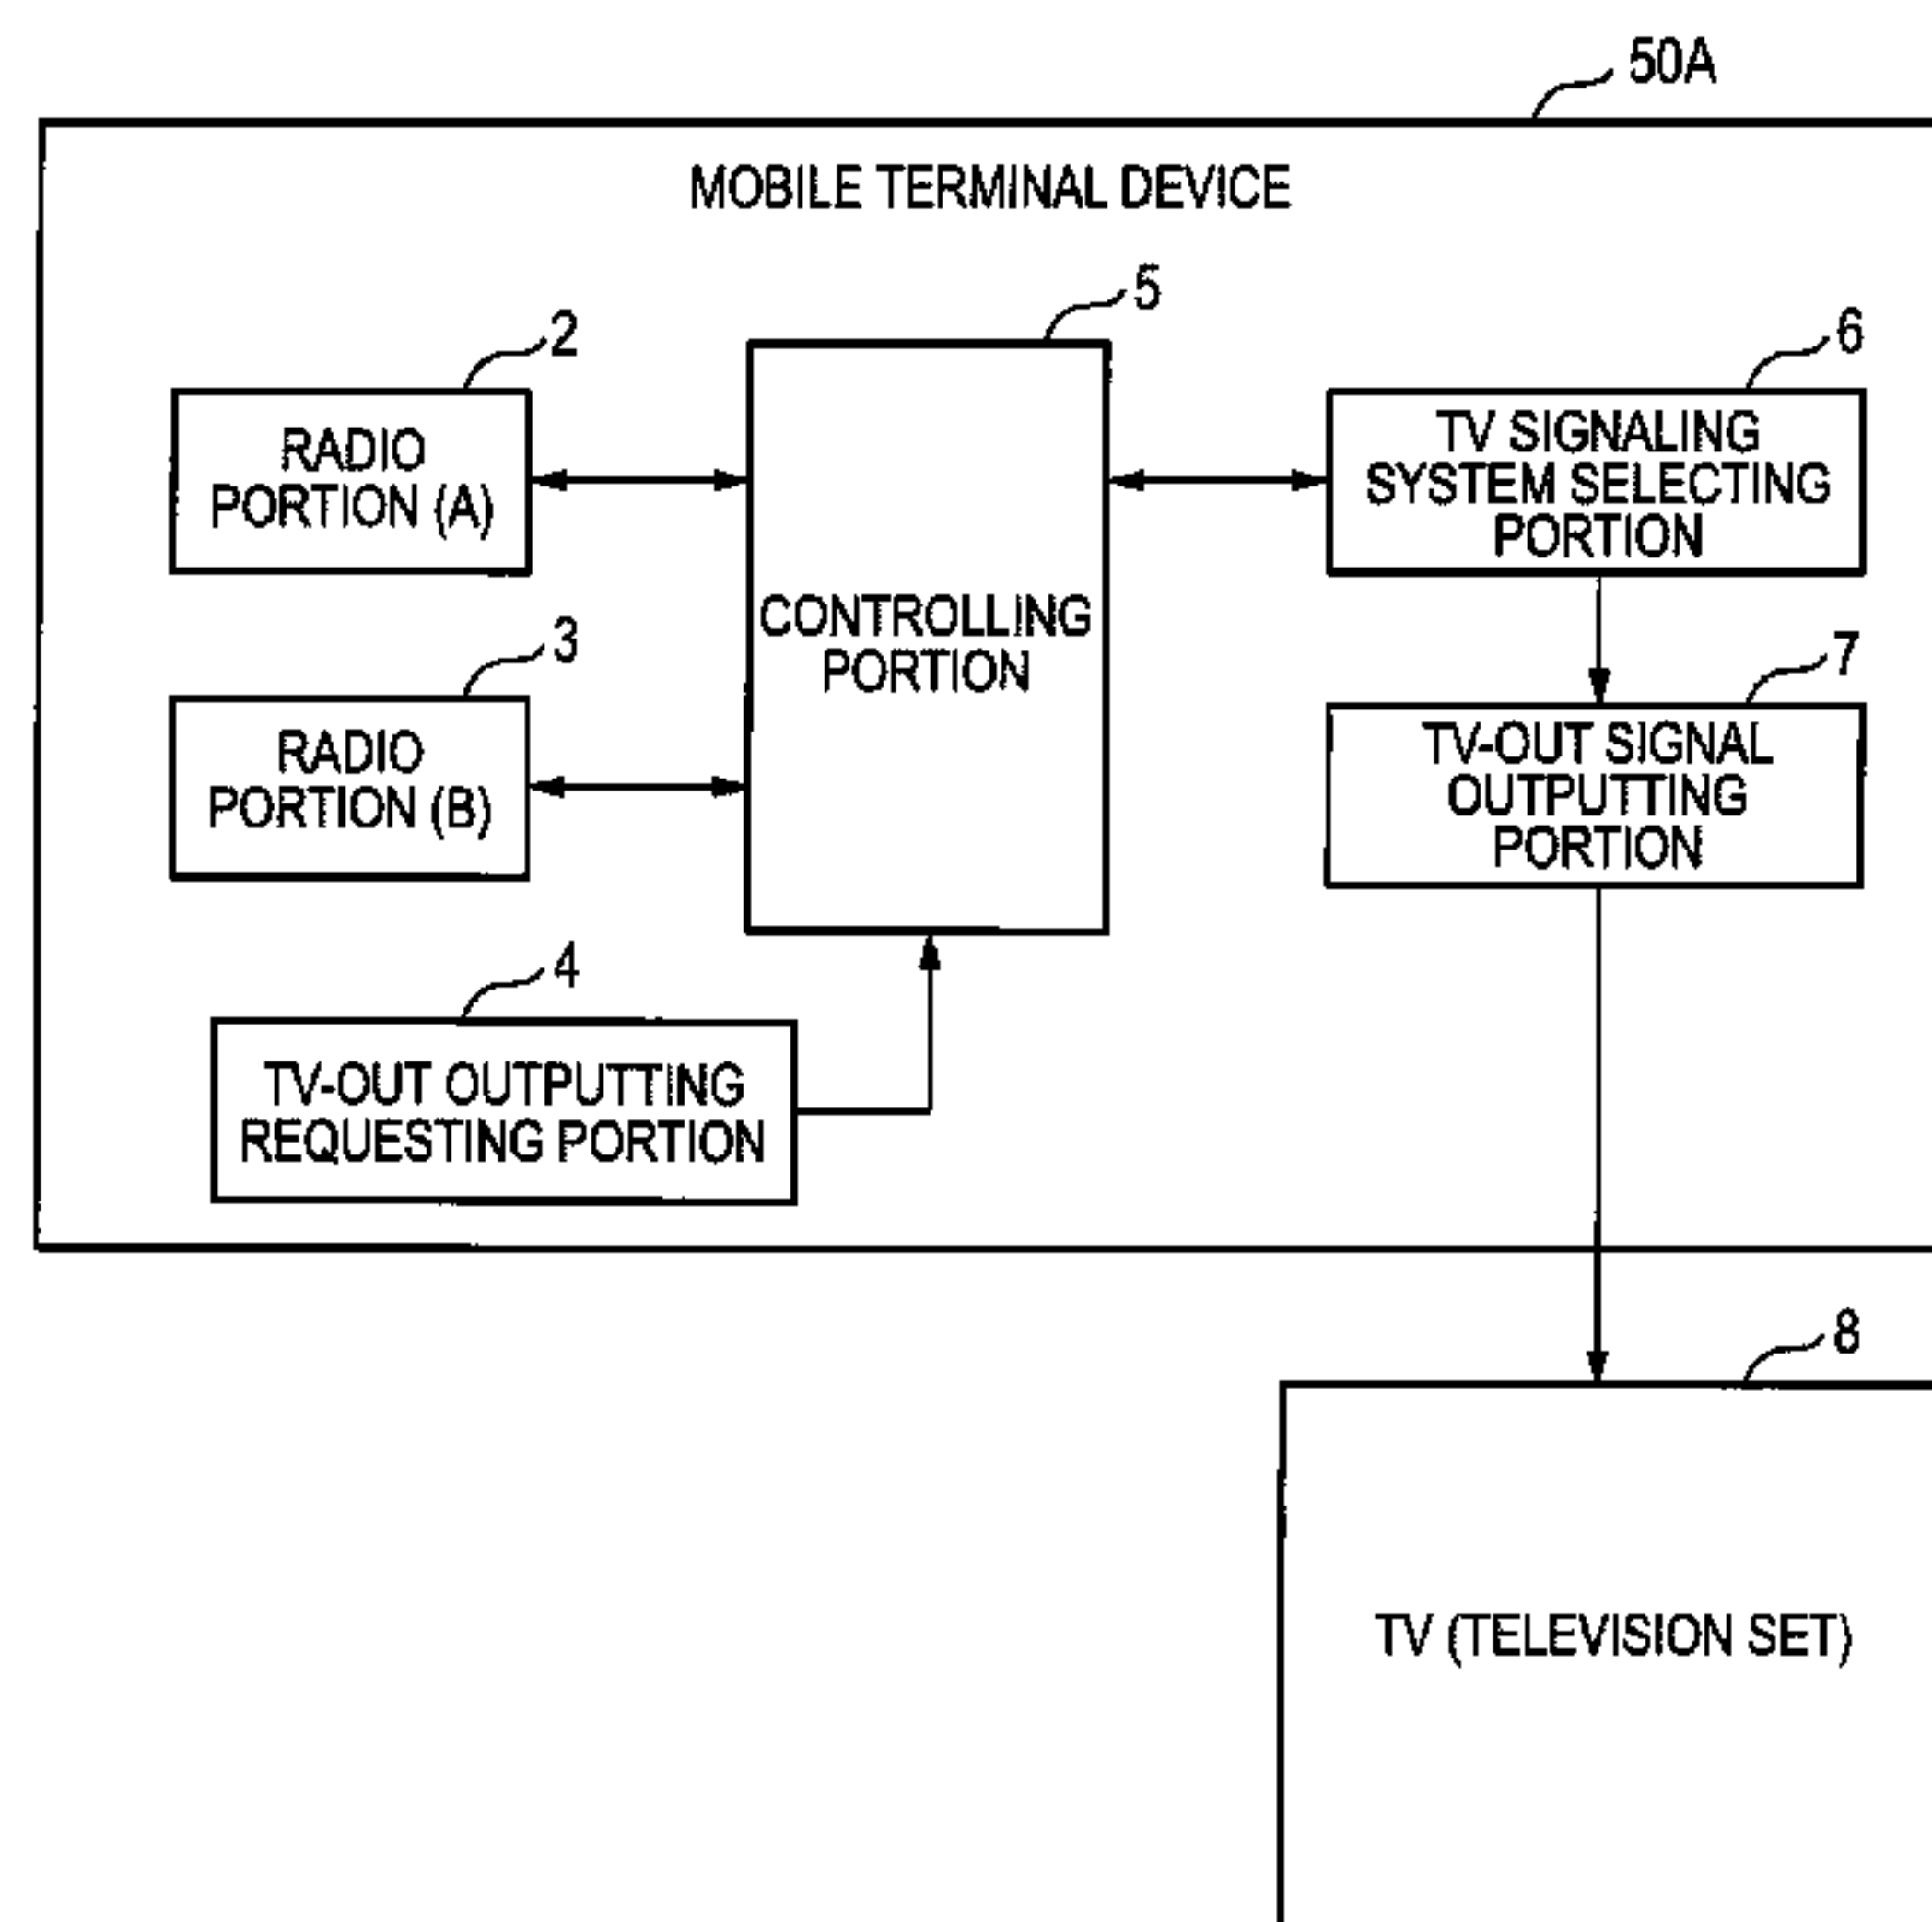 50A
MOBILE TERMINAL DEVICE
2
RADIO
PORTION (A)
5
CONTROLLING
PORTION
6
TV SIGNALING
SYSTEM SELECTING
PORTION
3
RADIO
PORTION (B)
7
TV-OUT SIGNAL
OUTPUTTING
PORTION
4
TV-OUT OUTPUTTING
REQUESTING PORTION
8
TV (TELEVISION SET)